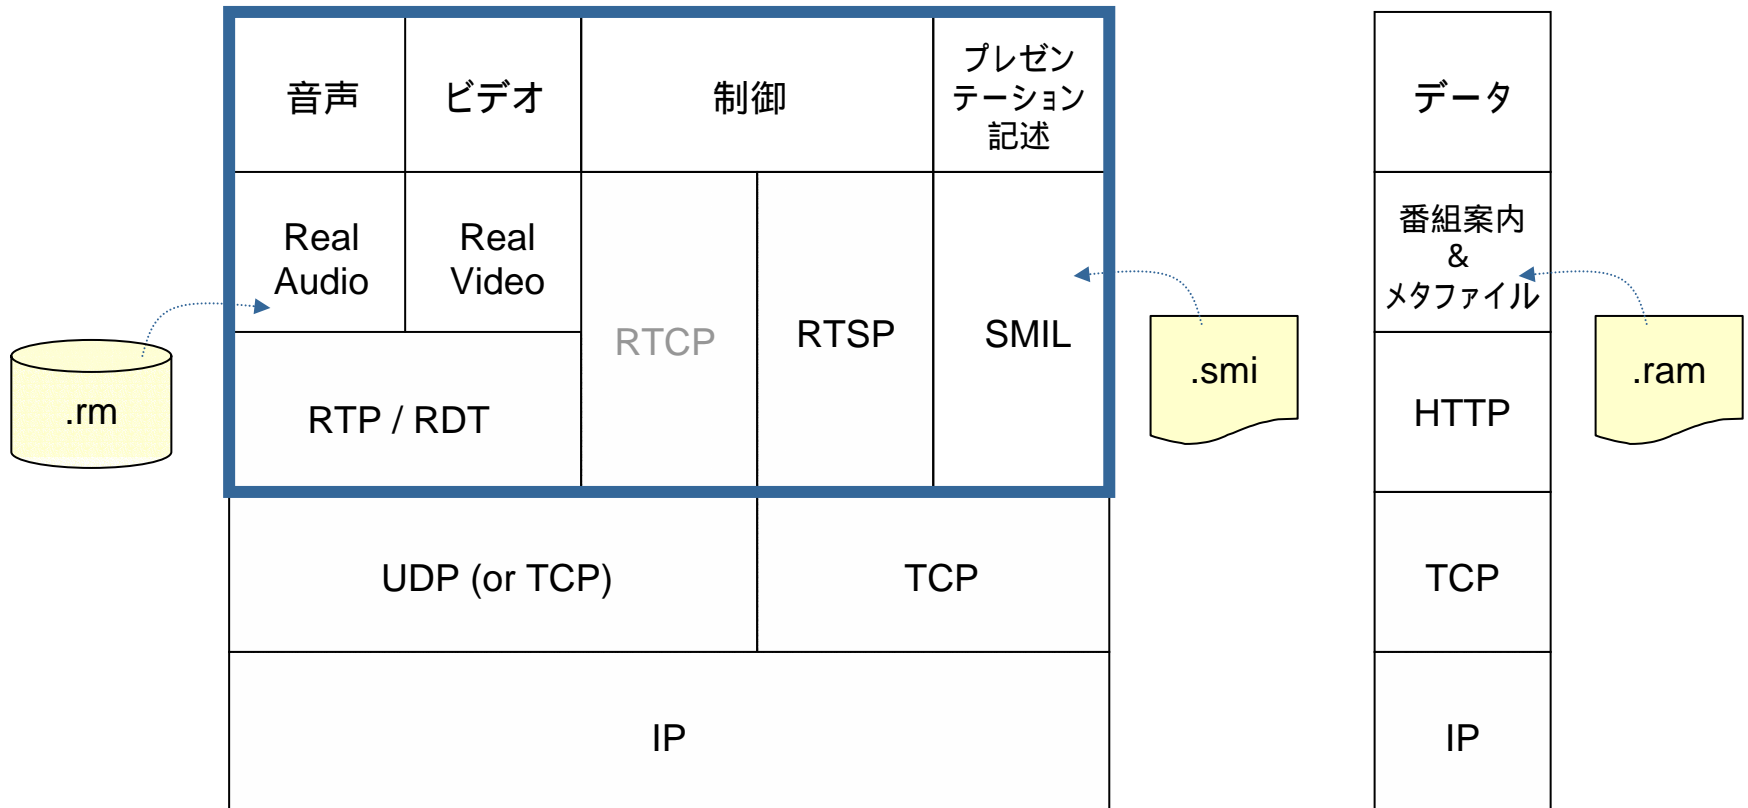 音声
ビデオ
制御
プレゼン
テーション
記述
データ
Real
Audio
Real
Video
RTCP
RTSP
SMIL
番組案内
&
メタファイル
.rm
RTP / RDT
.smi
HTTP
.ram
UDP (or TCP)
TCP
TCP
IP
IP